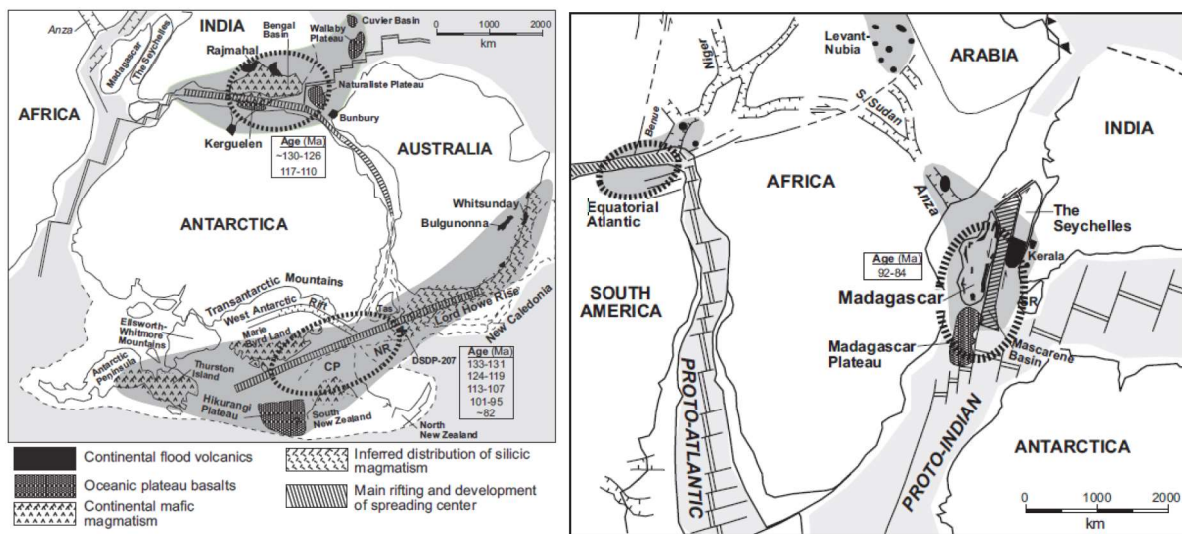 INDIA
Anza
Bengal
Basin
Wallaby
Plateau
Cuvier Basin
0 1000 2000
km
Madagascar
The Seychelles
Rajmahal
AFRICA
Naturaliste Plateau
Bunbury
Kerguelen
Age (Ma)
~130-126
117-110
AUSTRALIA
ANTARCTICA
Whitsunday
Bulgunonna
Transantarctic Mountains
West Antarctic Rift
Ellsworth-
Whitmore
Mountains
Marie
Byrd Land
Tas
Lord Howe Rise
New Caledonia
DSDP-207
NR
CP
Antarctic
Peninsula
Thurston
Island
Hikurangi
Plateau
South
New Zealand
North
New Zealand
Age (Ma)
133-131
124-119
113-107
101-95
~82
Continental flood volcanics
Oceanic plateau basalts
Continental mafic
magmatism
Inferred distribution of silicic
magmatism
Main rifting and development
of spreading center
Levant-
Nubia
ARABIA
Niger
S. Sudan
Benue
INDIA
AFRICA
Anza
Equatorial
Atlantic
The
Seychelles
Kerala
Age (Ma)
92-84
SOUTH
AMERICA
Madagascar
SR
Madagascar
Plateau
Mascarene
Basin
PROTO-ATLANTIC
PROTO-INDIAN
ANTARCTICA
0 1000 2000
km